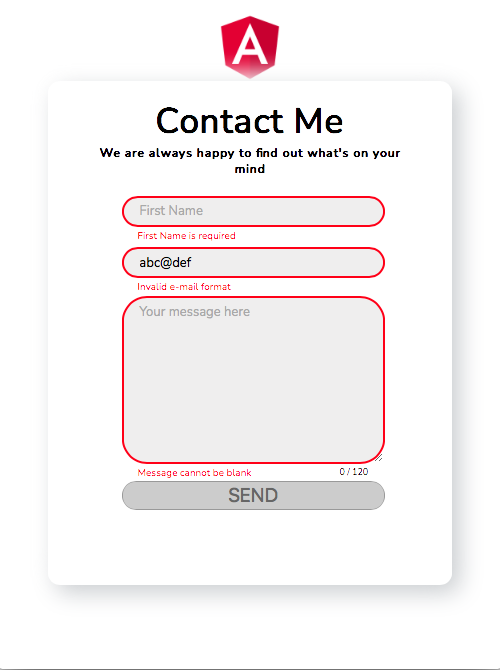 A
Contact Me
We are always happy to find out what's on your
mind
First Name
First Name is required
abc@def
Invalid e-mail format
Your message here
Message cannot be blank 0 / 120
SEND